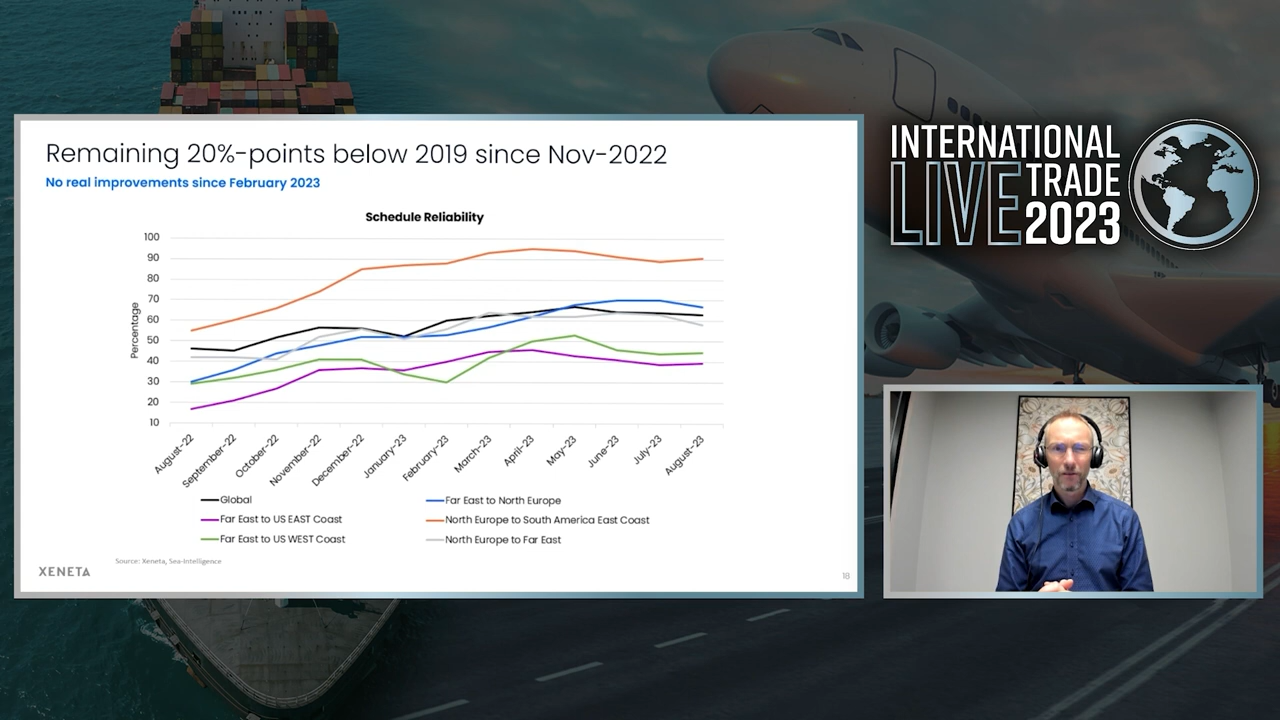 Remaining 20%-points below 2019 since Nov-2022
No real improvements since February 2023
Schedule Reliability
Percentage
100
90
80
70
60
50
40
30
20
10
August-22
September-22
October-22
November-22
December-22
January-23
February-23
March-23
April-23
May-23
June-23
July-23
August-23
Global
Far East to North Europe
Far East to US EAST Coast
North Europe to South America East Coast
Far East to US WEST Coast
North Europe to Far East
Source: Xeneta, Sea-Intelligence
XENETA
18
INTERNATIONAL
LIVE TRADE
2023